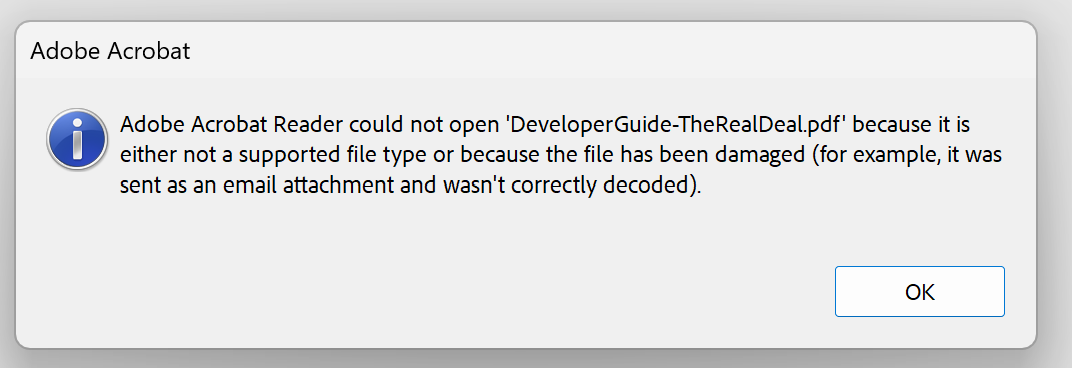 Adobe Acrobat
Adobe Acrobat Reader could not open 'DeveloperGuide-TheRealDeal.pdf' because it is
either not a supported file type or because the file has been damaged (for example, it was
sent as an email attachment and wasn't correctly decoded).
OK